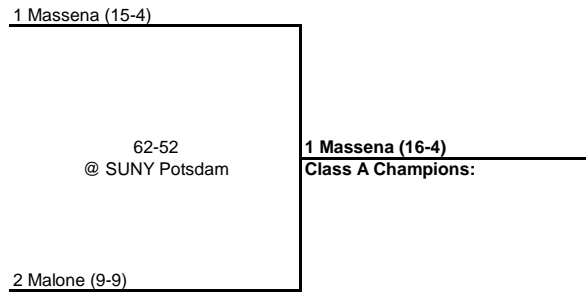 1 Massena (15-4)
62-52
@ SUNY Potsdam
1 Massena (16-4)
Class A Champions:
2 Malone (9-9)